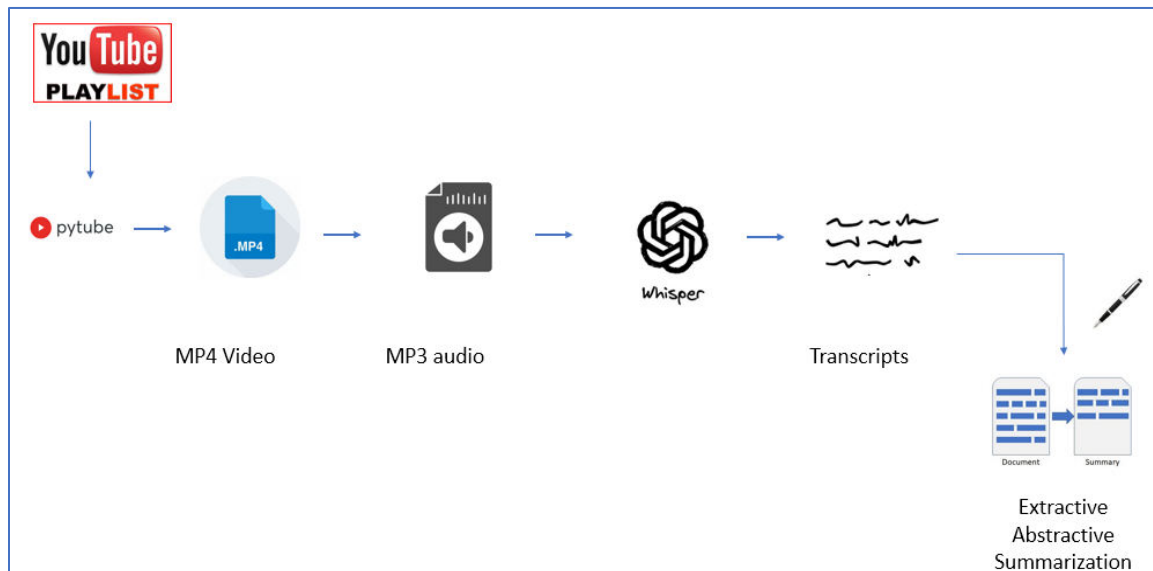 You Tube
PLAYLIST
pytube
.MP4
Whisper
MP4 Video
MP3 audio
Transcripts
Document
Summary
Extractive
Abstractive
Summarization